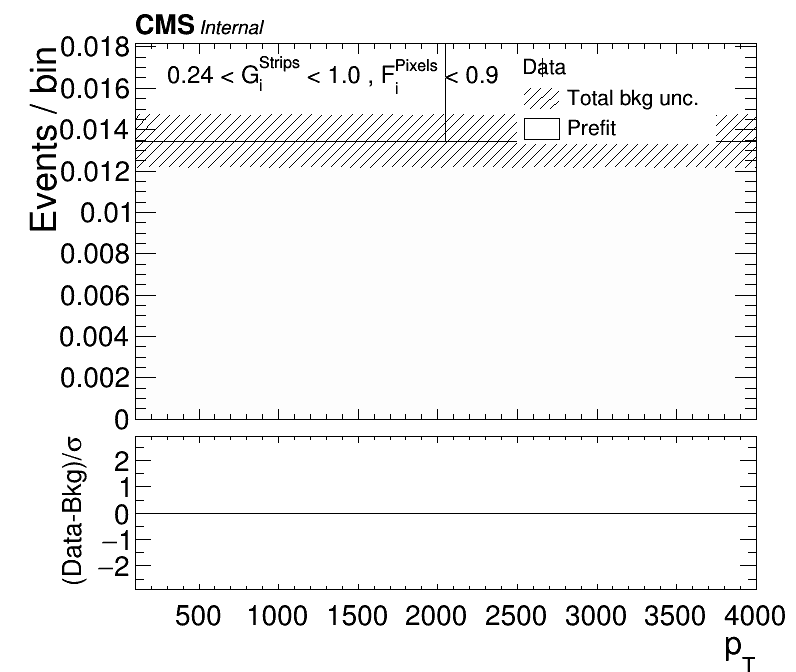 CMS Internal
0.24 < G_i^Strips < 1.0 , F_i^Pixels < 0.9
Data
Total bkg unc.
Prefit
Events / bin
0.018
0.016
0.014
0.012
0.01
0.008
0.006
0.004
0.002
0
(Data-Bkg)/σ
2
1
0
−1
−2
500 1000 1500 2000 2500 3000 3500 4000
p_T